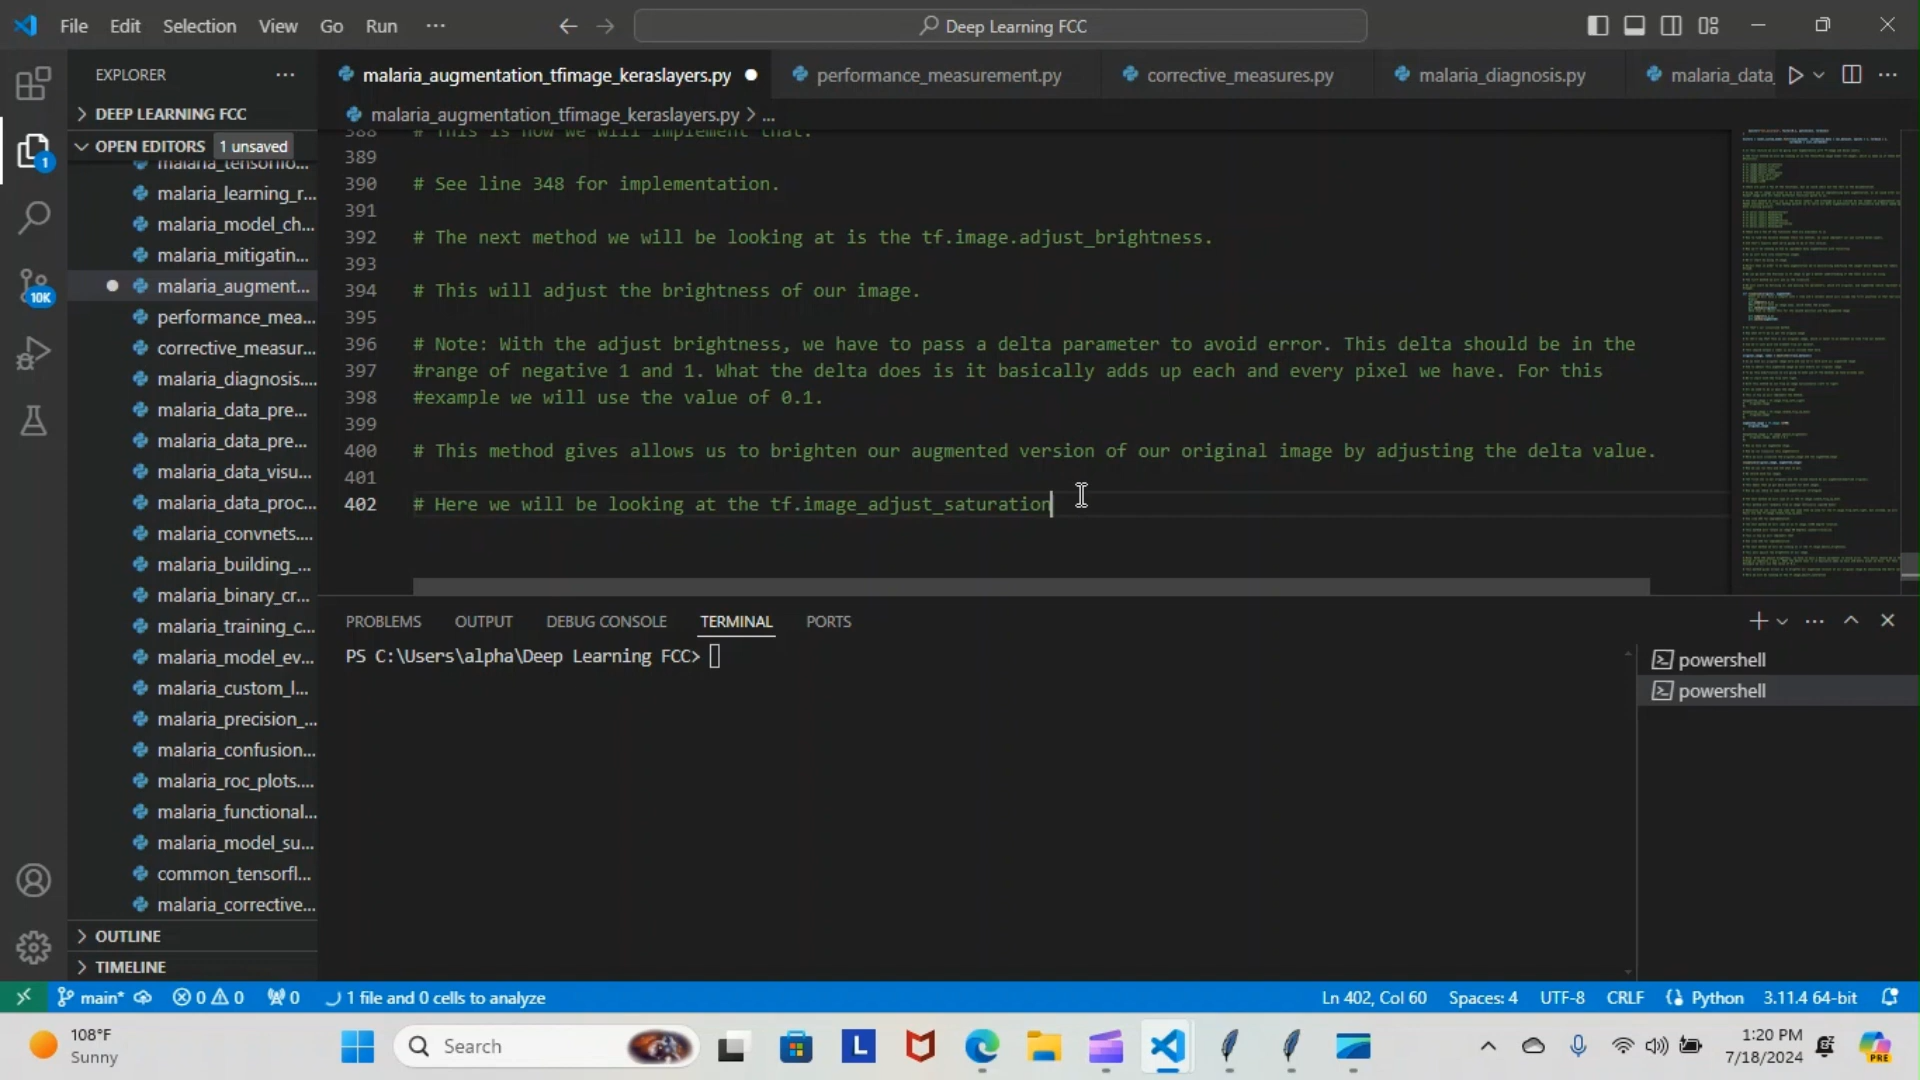 File Edit Selection View Go Run ... Deep Learning FCC
EXPLORER ...
DEEP LEARNING FCC
OPEN EDITORS 1 unsaved
malaria_tensorflo...
malaria_learning_r...
malaria_model_ch...
malaria_mitigatin...
malaria_augment...
performance_mea...
corrective_measur...
malaria_diagnosis....
malaria_data_pre...
malaria_data_pre...
malaria_data_visu...
malaria_data_proc...
malaria_convnets....
malaria_building_...
malaria_binary_cr...
malaria_training_c...
malaria_model_ev...
malaria_custom_l...
malaria_precision_...
malaria_confusion...
malaria_roc_plots....
malaria_functional...
malaria_model_su...
common_tensorfl...
malaria_corrective...
OUTLINE
TIMELINE
1
10K
malaria_augmentation_tfimage_keraslayers.py performance_measurement.py corrective_measures.py malaria_diagnosis.py malaria_data_
malaria_augmentation_tfimage_keraslayers.py > ...
388 # This is how we will implement that.
389
390 # See line 348 for implementation.
391
392 # The next method we will be looking at is the tf.image.adjust_brightness.
393
394 # This will adjust the brightness of our image.
395
396 # Note: With the adjust brightness, we have to pass a delta parameter to avoid error. This delta should be in the
397 #range of negative 1 and 1. What the delta does is it basically adds up each and every pixel we have. For this
398 #example we will use the value of 0.1.
399
400 # This method gives allows us to brighten our augmented version of our original image by adjusting the delta value.
401
402 # Here we will be looking at the tf.image_adjust_saturation
PROBLEMS OUTPUT DEBUG CONSOLE TERMINAL PORTS
PS C:\Users\alpha\Deep Learning FCC>
powershell
powershell
main* 0 0 0 1 file and 0 cells to analyze Ln 402, Col 60 Spaces: 4 UTF-8 CRLF Python 3.11.4 64-bit
108°F
Sunny
Search
L
1:20 PM
7/18/2024
PRE